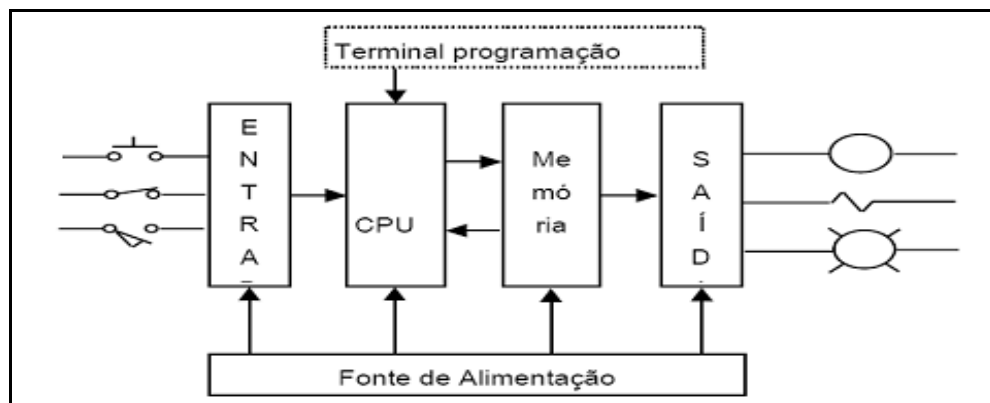 Terminal programação
E
N
T
R
A
CPU
Me
mó
ria
S
A
Í
D
Fonte de Alimentação